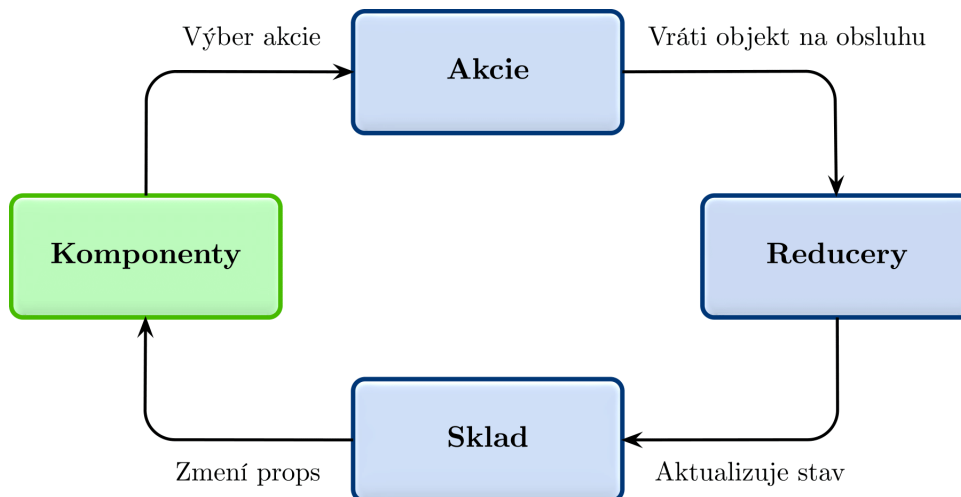 Výber akcie
Vráti objekt na obsluhu
Akcie
Komponenty
Reducery
Sklad
Zmení props
Aktualizuje stav